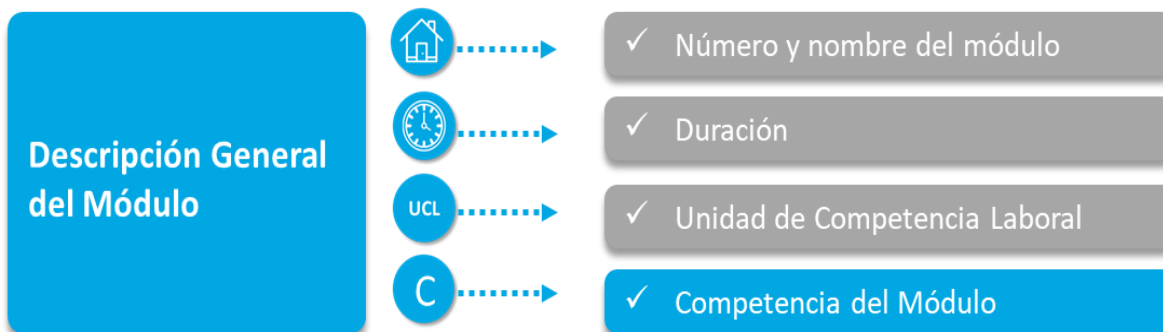 Descripción General
del Módulo
✓ Número y nombre del módulo
✓ Duración
UCL
✓ Unidad de Competencia Laboral
C
✓ Competencia del Módulo